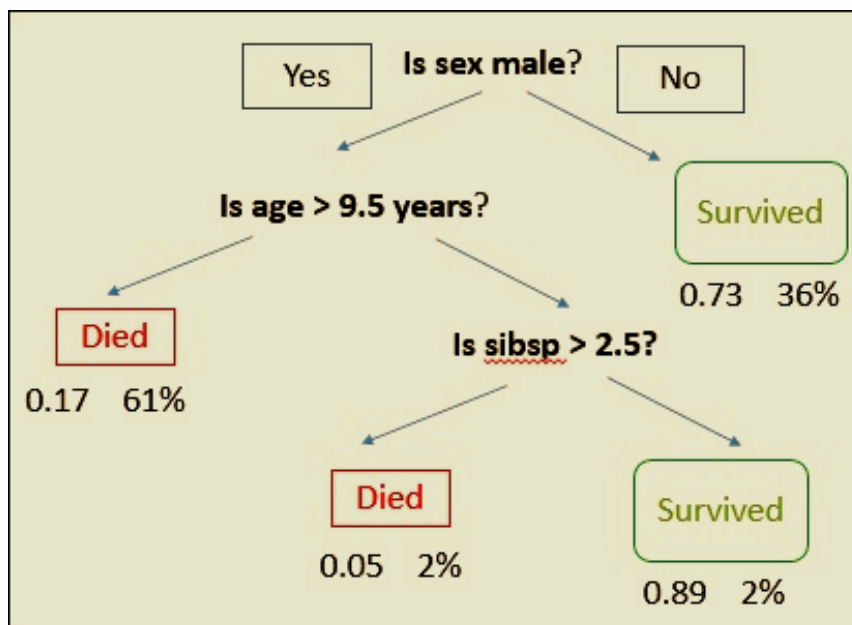 Yes
Is sex male?
No
Is age > 9.5 years?
Survived
0.73 36%
Died
0.17 61%
Is sibsp > 2.5?
Died
0.05 2%
Survived
0.89 2%